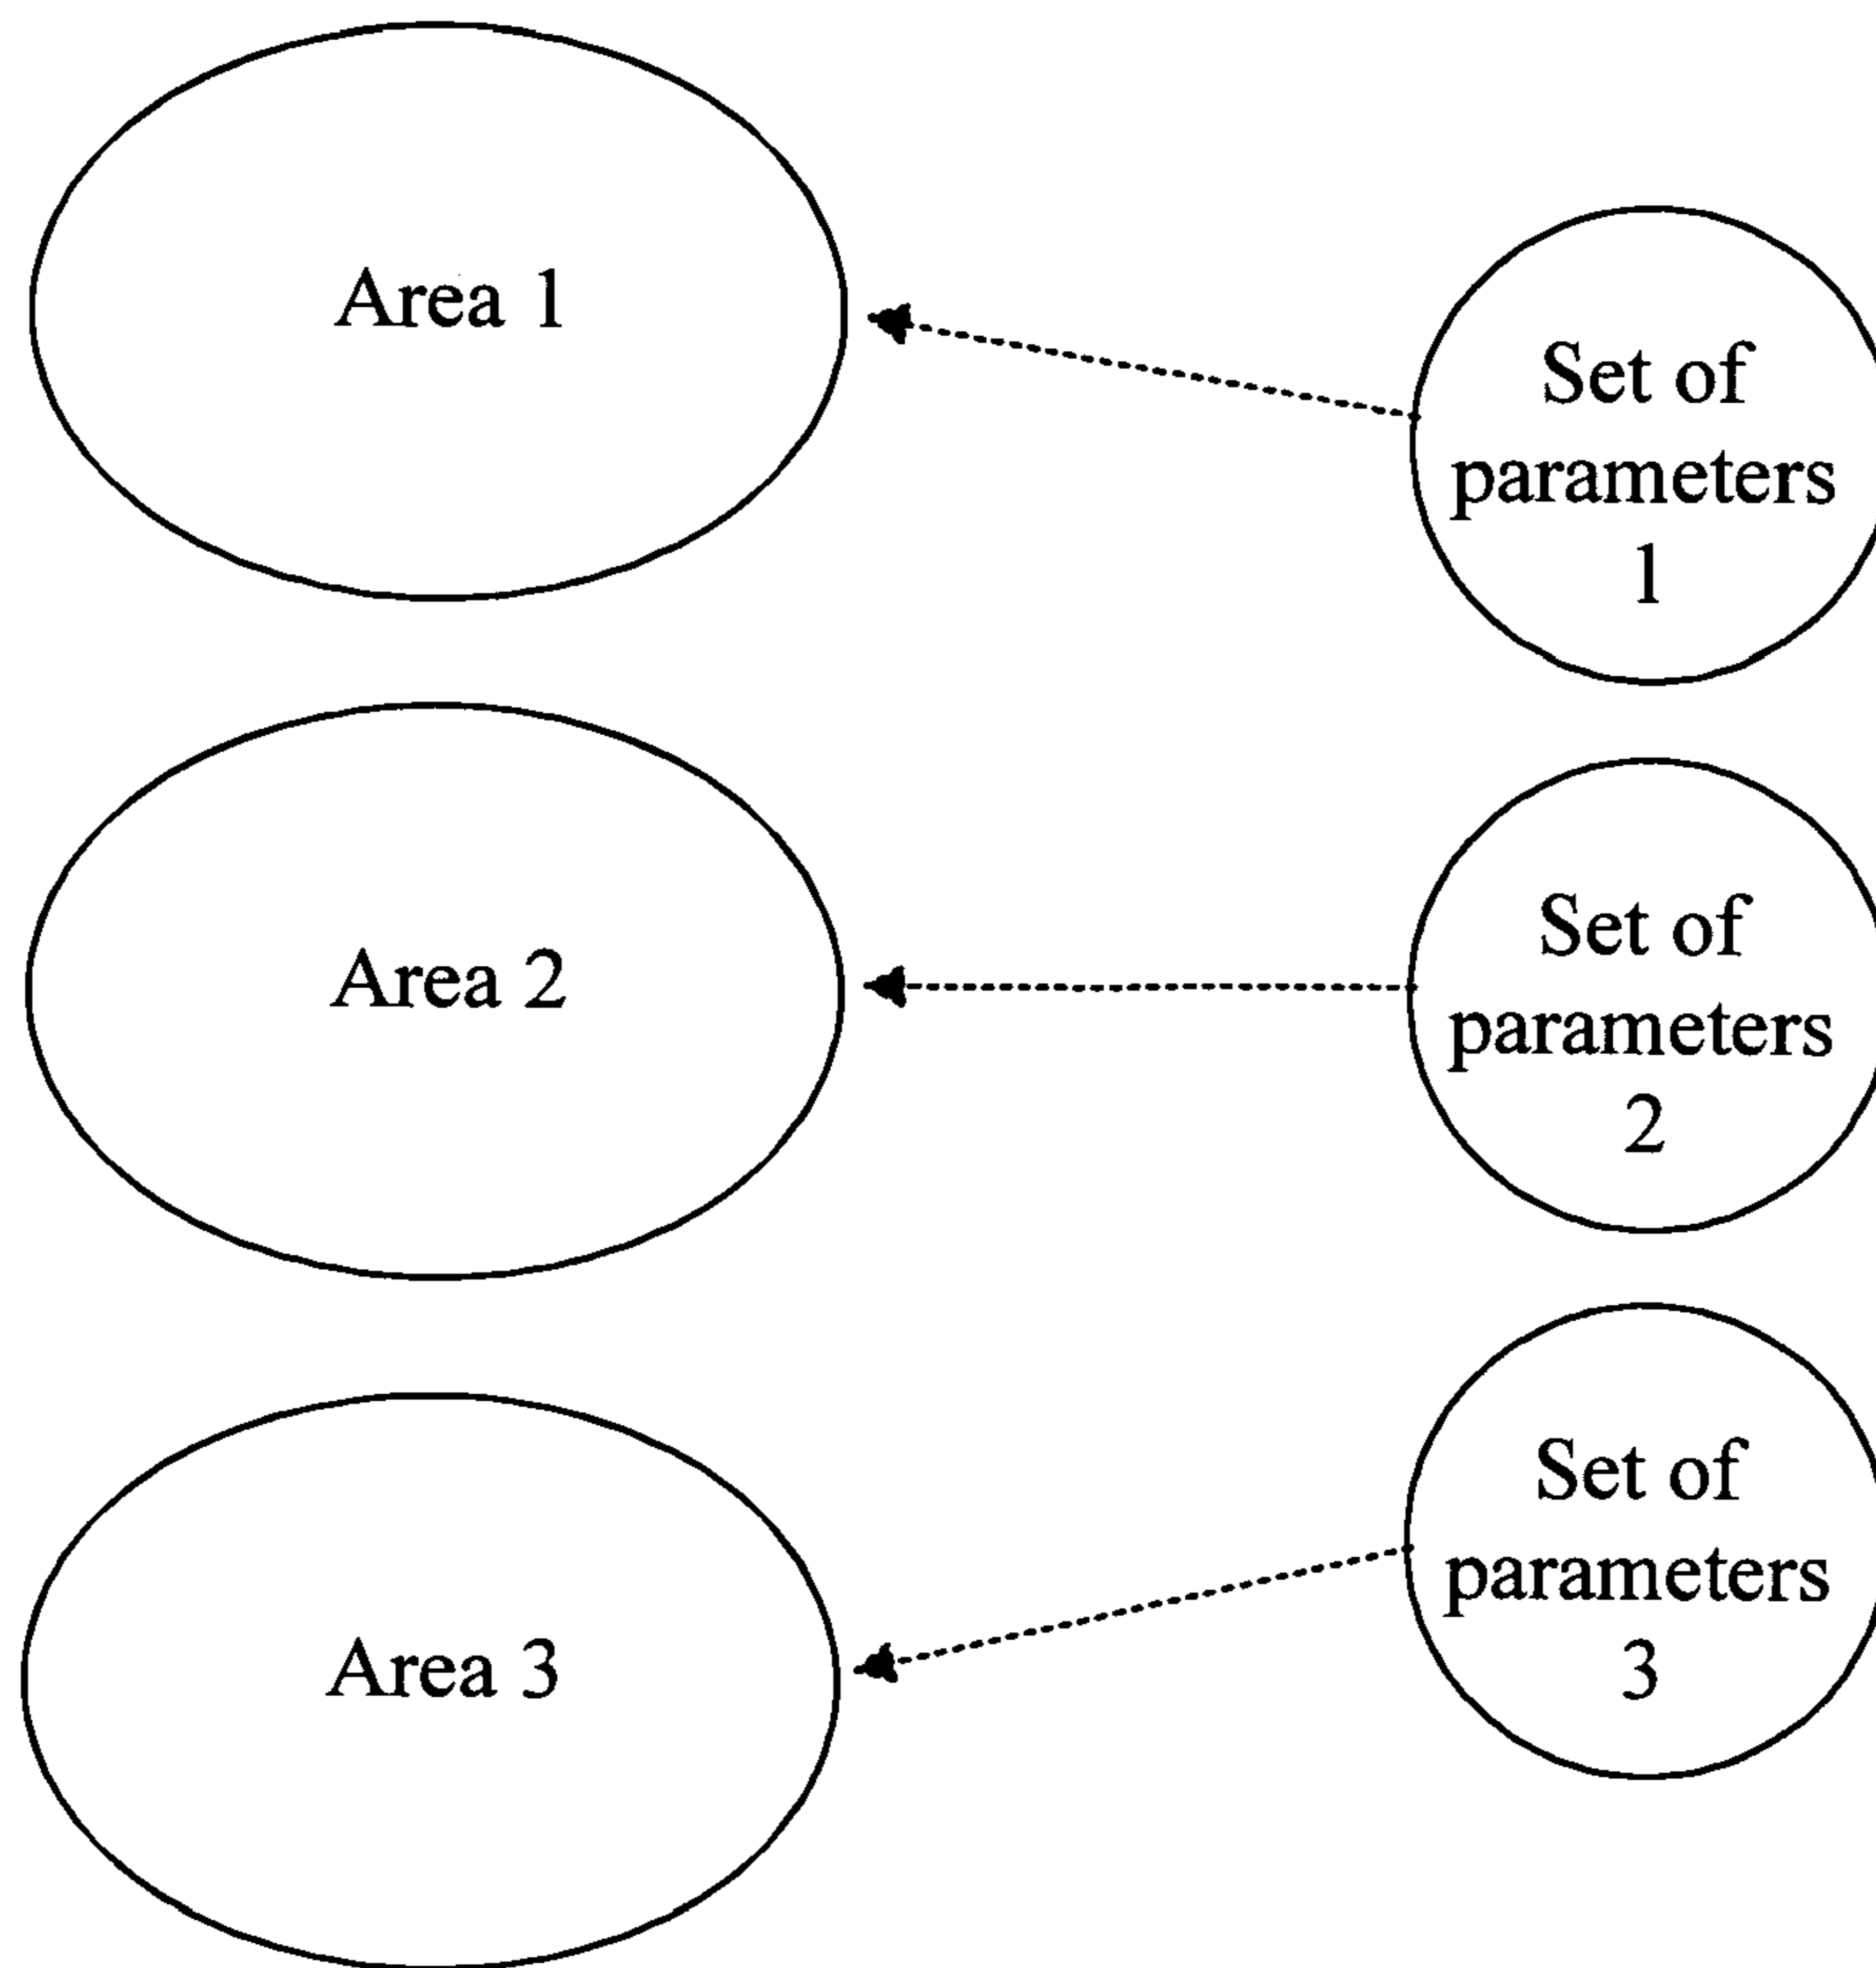 Area 1
Set of
parameters
1
Area 2
Set of
parameters
2
Area 3
Set of
parameters
3